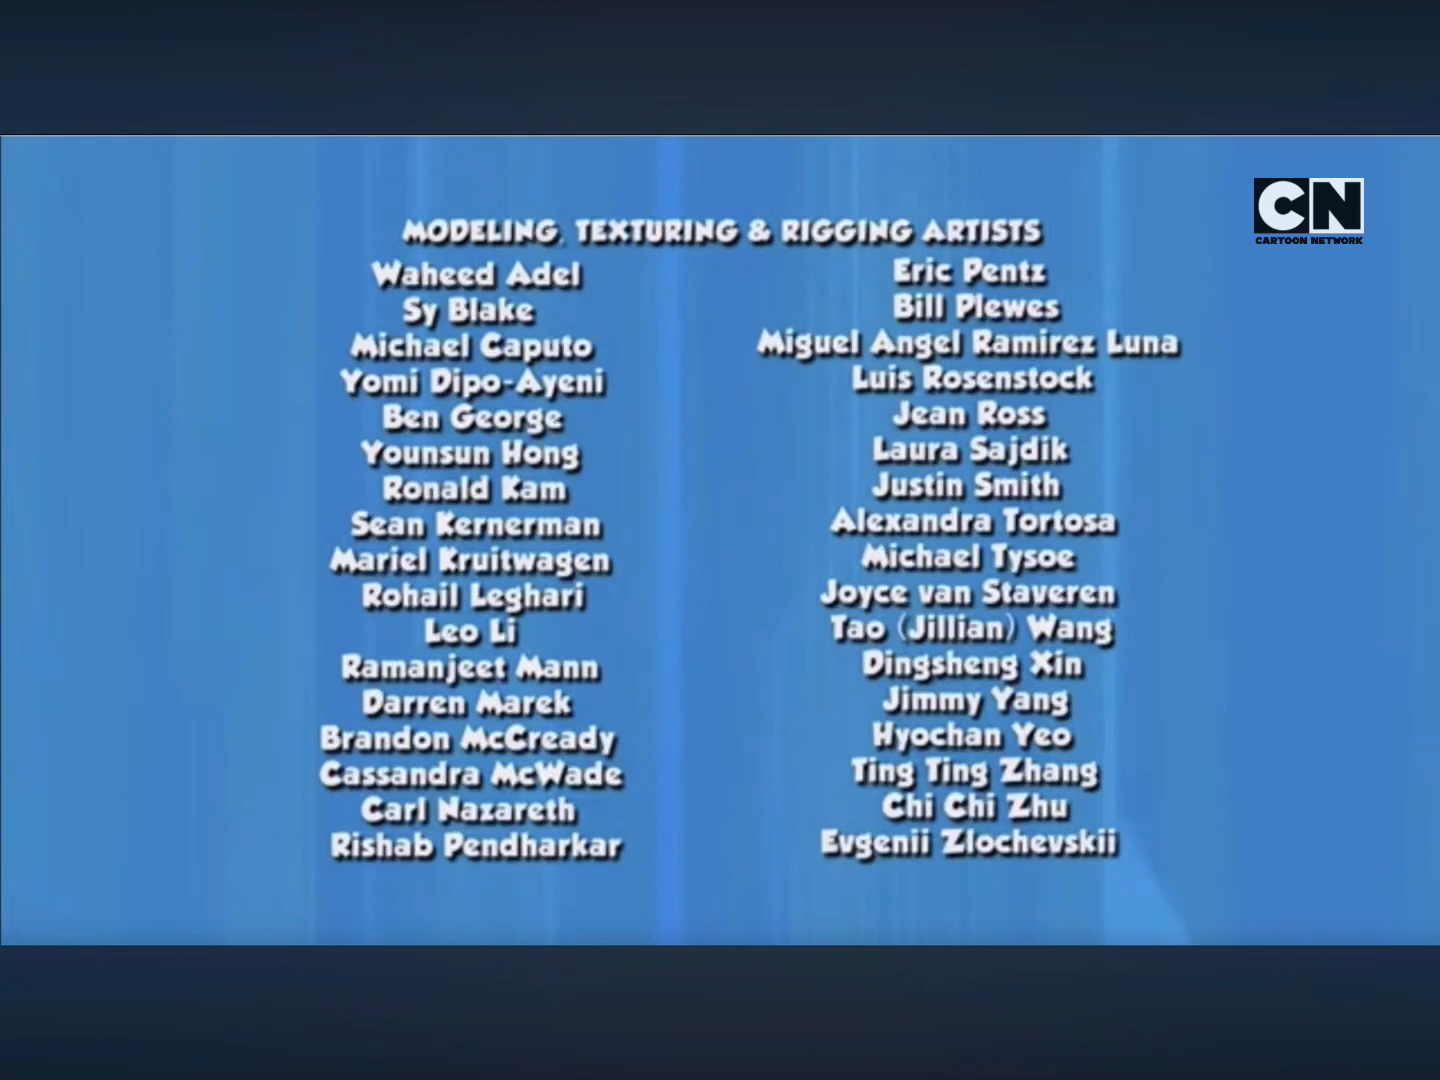 CN
CARTOON NETWORK
MODELING, TEXTURING & RIGGING ARTISTS
Waheed Adel
Sy Blake
Michael Caputo
Yomi Dipo-Ayeni
Ben George
Younsun Hong
Ronald Kam
Sean Kernerman
Mariel Kruitwagen
Rohail Leghari
Leo Li
Ramanjeet Mann
Darren Marek
Brandon McCready
Cassandra McWade
Carl Nazareth
Rishab Pendharkar
Eric Pentz
Bill Plewes
Miguel Angel Ramirez Luna
Luis Rosenstock
Jean Ross
Laura Sajdik
Justin Smith
Alexandra Tortosa
Michael Tysoe
Joyce van Staveren
Tao (Jillian) Wang
Dingsheng Xin
Jimmy Yang
Hyochan Yeo
Ting Ting Zhang
Chi Chi Zhu
Evgenii Zlochevskii